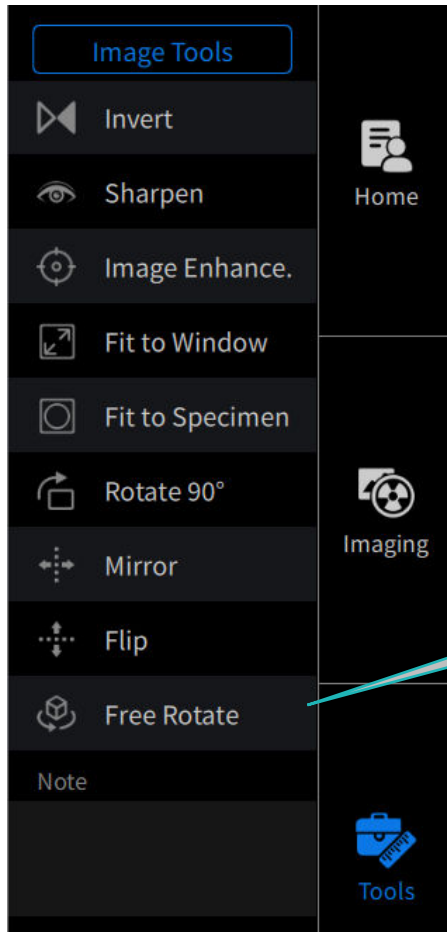 Image Tools
Invert
Sharpen
Image Enhance.
Fit to Window
Fit to Specimen
Rotate 90°
Mirror
Flip
Free Rotate
Note
Home
Imaging
Tools